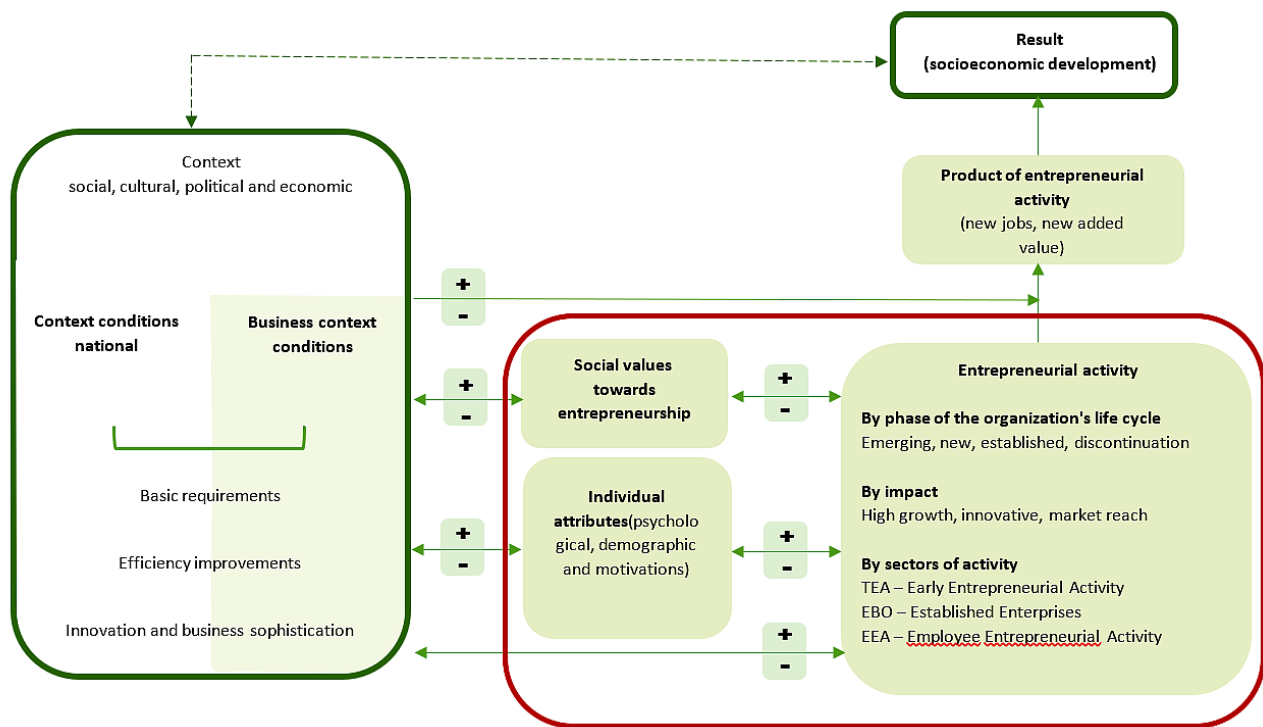 Result
(socioeconomic development)
Context
social, cultural, political and economic
Product of entrepreneurial
activity
(new jobs, new added
value)
+
-
Context conditions
national
Business context
conditions
Social values
towards
entrepreneurship
+
-
+
-
Entrepreneurial activity
By phase of the organization's life cycle
Emerging, new, established, discontinuation
By impact
High growth, innovative, market reach
By sectors of activity
TEA – Early Entrepreneurial Activity
EBO – Established Enterprises
EEA – Employee Entrepreneurial Activity
Basic requirements
Efficiency improvements
Innovation and business sophistication
Individual
attributes(psycholo
gical, demographic
and motivations)
+
-
+
-
+
-